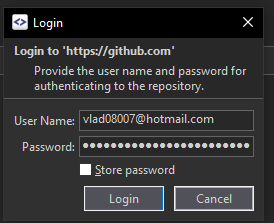 Login
Login to 'https://github.com'
Provide the user name and password for
authenticating to the repository.
User Name: vlad08007@hotmail.com
Password: ●●●●●●●●●●●●●●●●●●●●●●●
Store password
Login Cancel